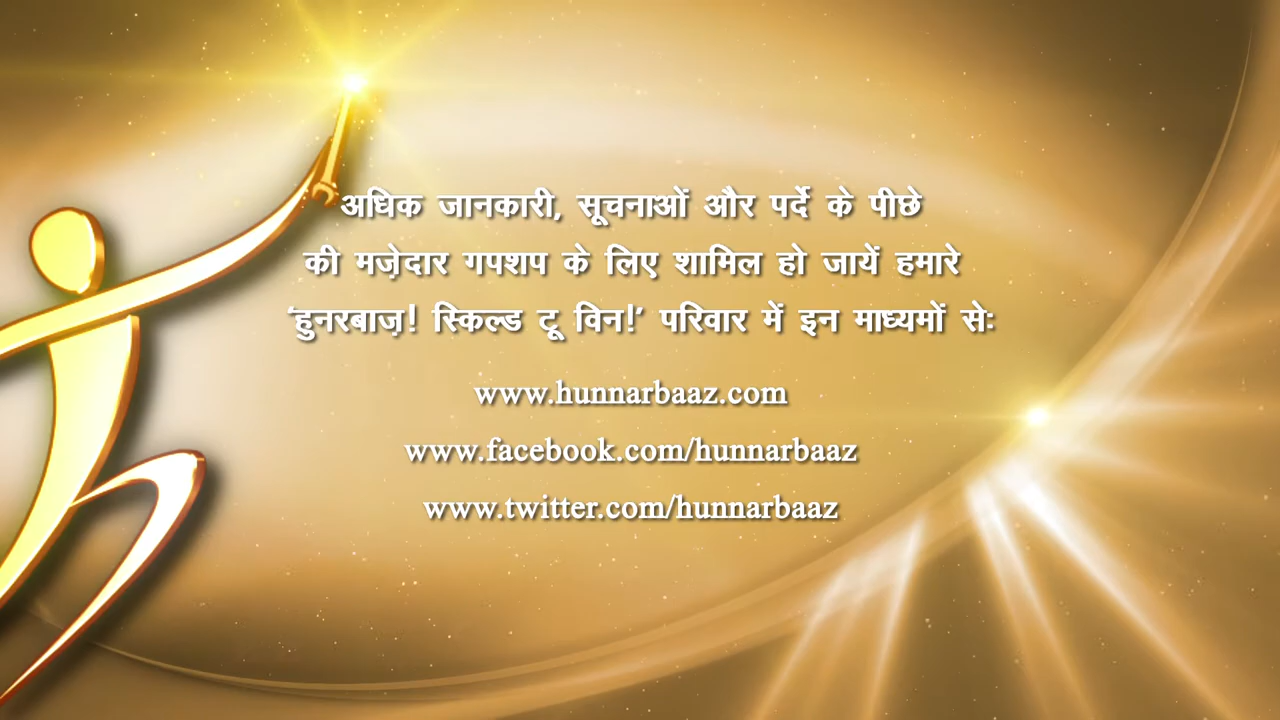 अधिक जानकारी, सूचनाओं और पर्दे के पीछे
की मज़ेदार गपशप के लिए शामिल हो जायें हमारे
‘हुनरबाज़! स्किल्ड टू विन!’ परिवार में इन माध्यमों से:
www.hunnarbaaz.com
www.facebook.com/hunnarbaaz
www.twitter.com/hunnarbaaz